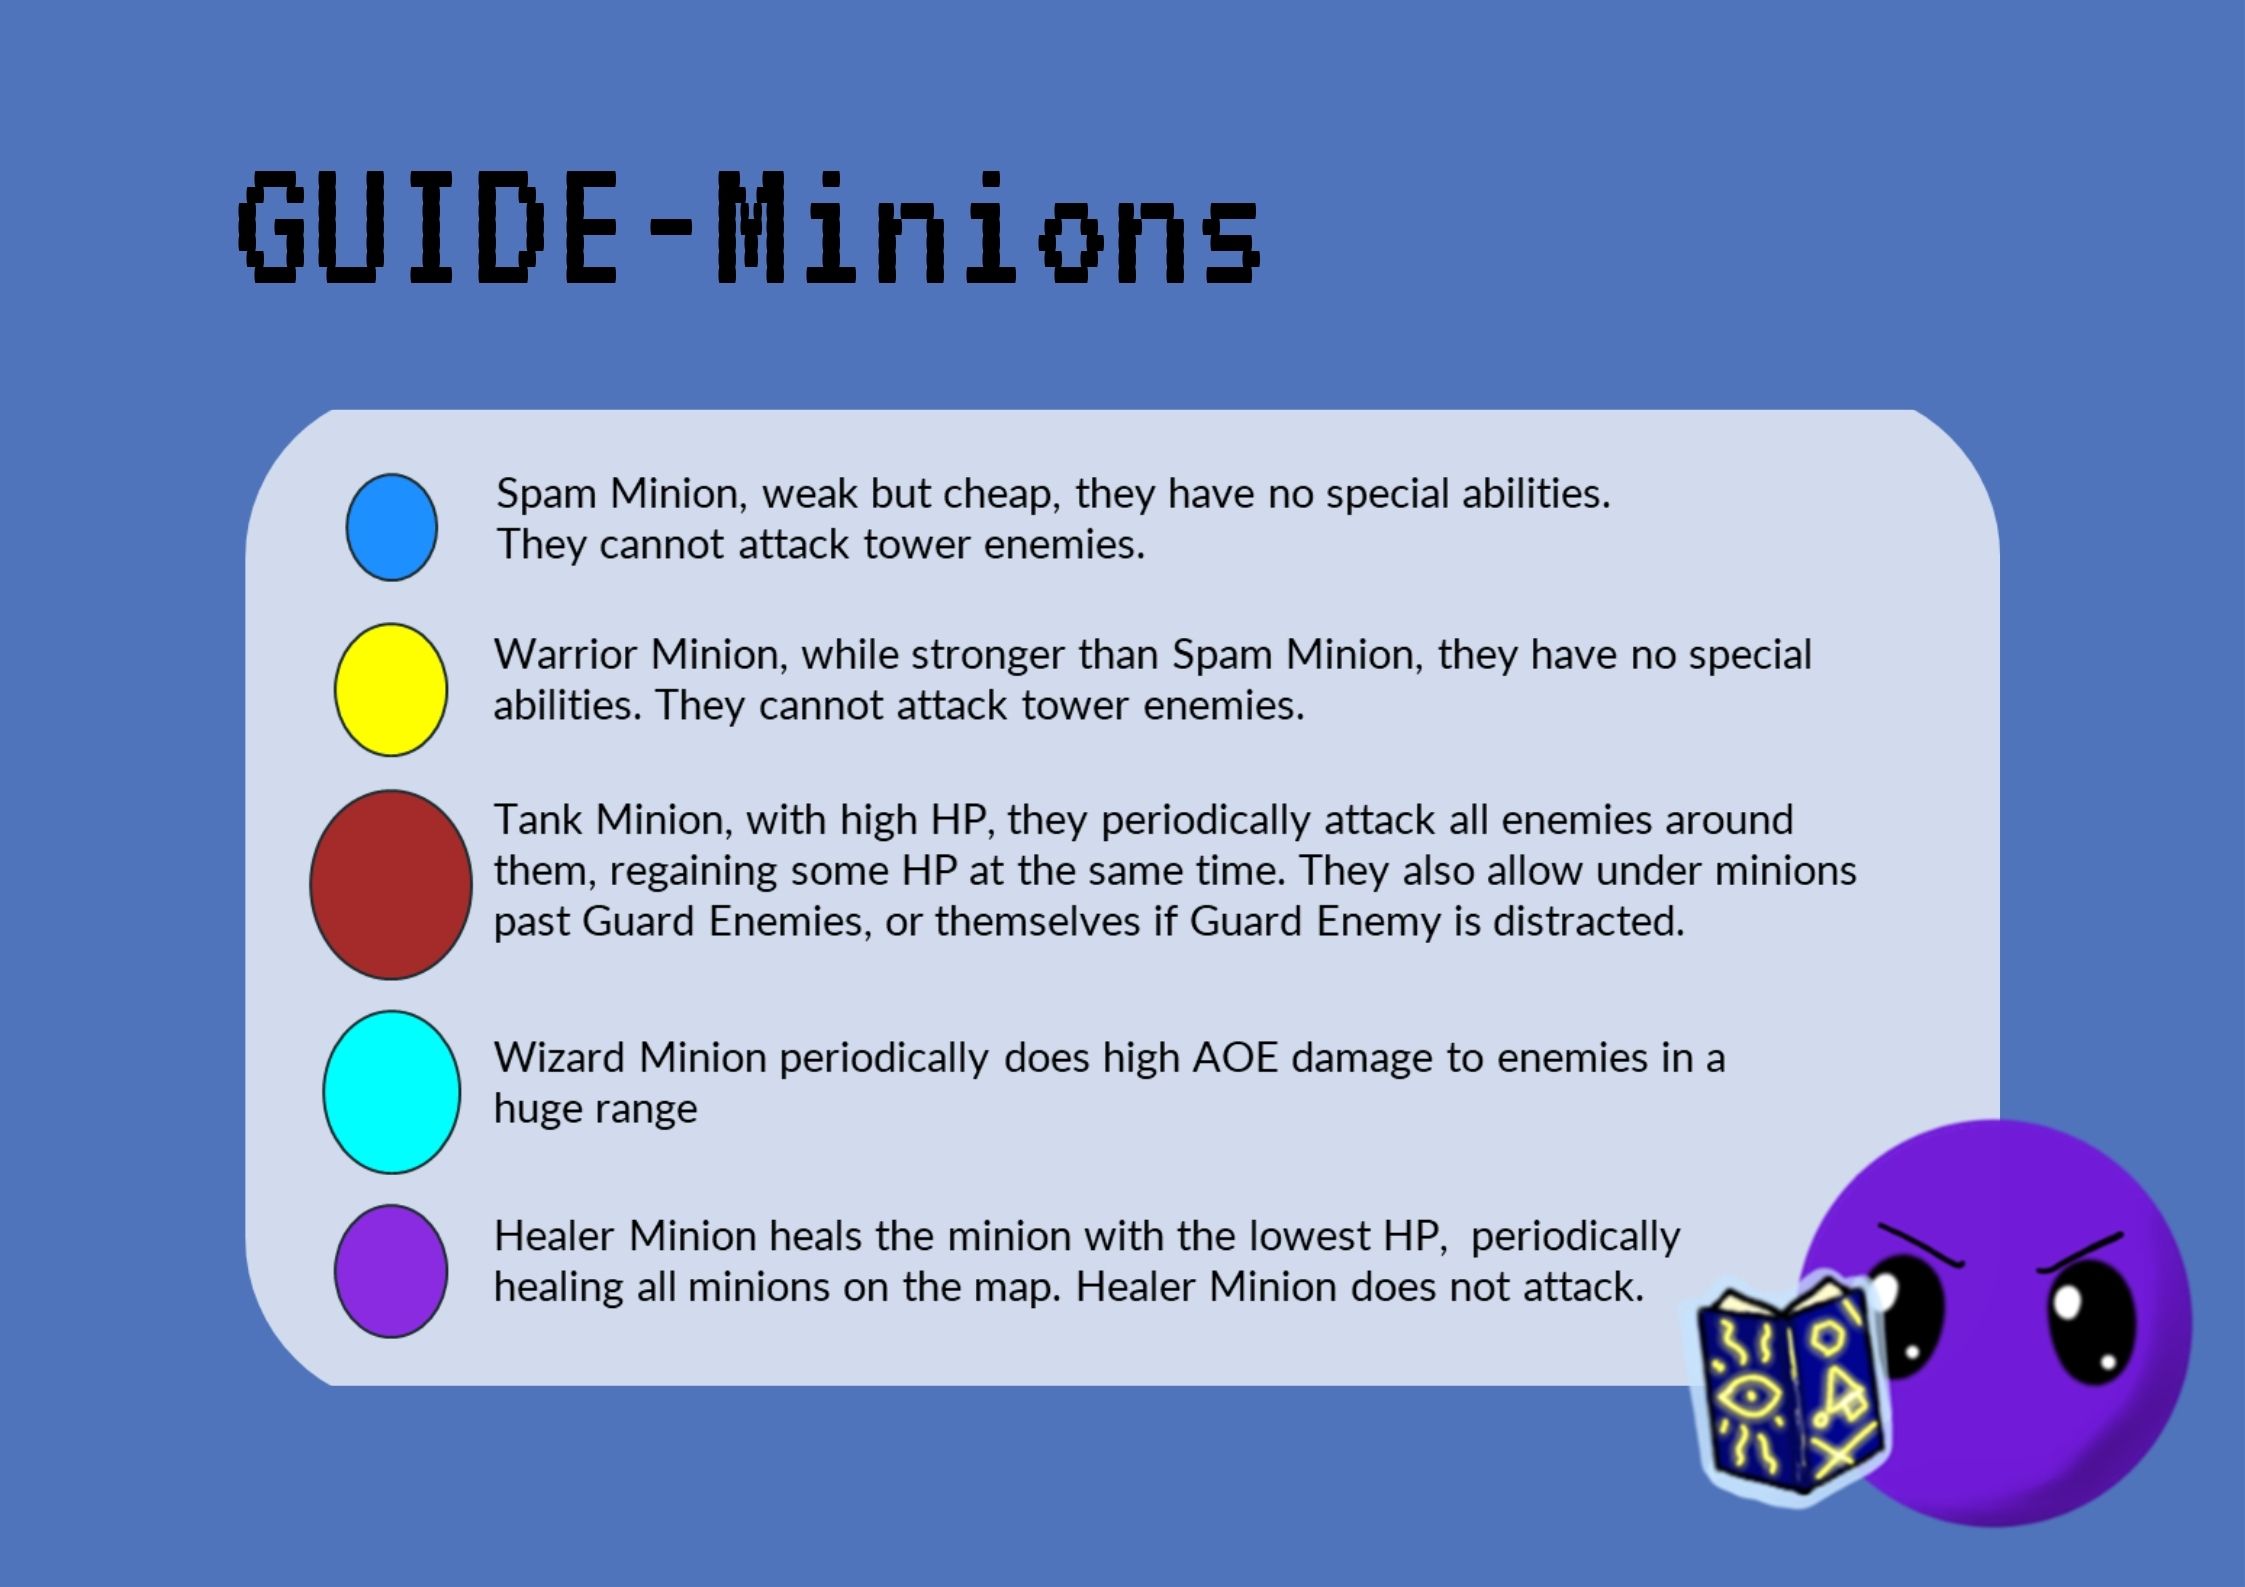 GUIDE-Minions
Spam Minion, weak but cheap, they have no special abilities.
They cannot attack tower enemies.
Warrior Minion, while stronger than Spam Minion, they have no special
abilities. They cannot attack tower enemies.
Tank Minion, with high HP, they periodically attack all enemies around
them, regaining some HP at the same time. They also allow under minions
past Guard Enemies, or themselves if Guard Enemy is distracted.
Wizard Minion periodically does high AOE damage to enemies in a
huge range
Healer Minion heals the minion with the lowest HP,  periodically
healing all minions on the map. Healer Minion does not attack.